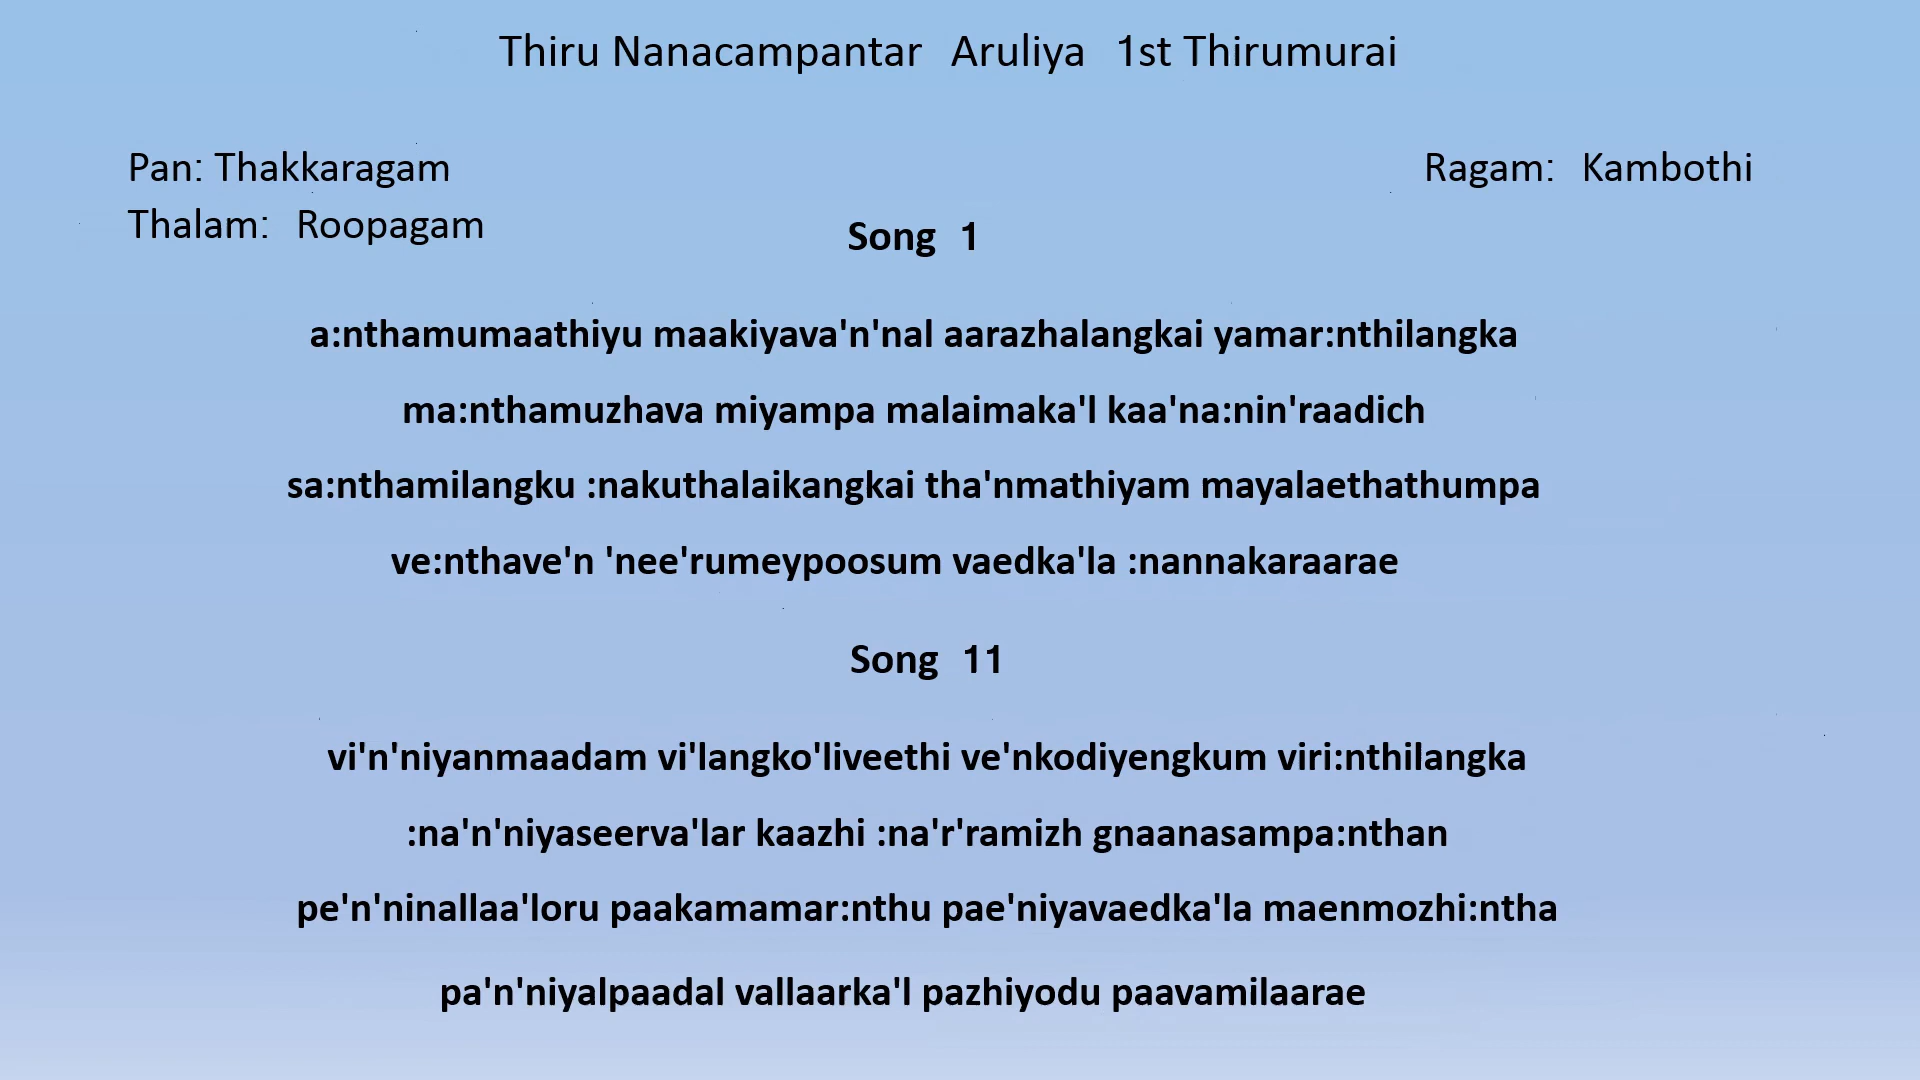 Thiru Nanacampantar Aruliya 1st Thirumurai
Pan: Thakkaragam
Ragam: Kambothi
Thalam: Roopagam
Song 1
a:nthamumaathiyu maakiyava'n'nal aarazhalangkai yamar:nthilangka
ma:nthamuzhava miyampa malaimaka'l kaa'na:nin'raadich
sa:nthamilangku :nakuthalaikangkai tha'nmathiyam mayalaethathumpa
ve:nthave'n 'nee'rumeypoosum vaedka'la :nannakaraarae
Song 11
vi'n'niyanmaadam vi'langko'liveethi ve'nkodiyengkum viri:nthilangka
:na'n'niyaseerva'lar kaazhi :na'r'ramizh gnaanasampa:nthan
pe'n'ninallaa'loru paakamamar:nthu pae'niyavaedka'la maenmozhi:ntha
pa'n'niyalpaadal vallaarka'l pazhiyodu paavamilaarae